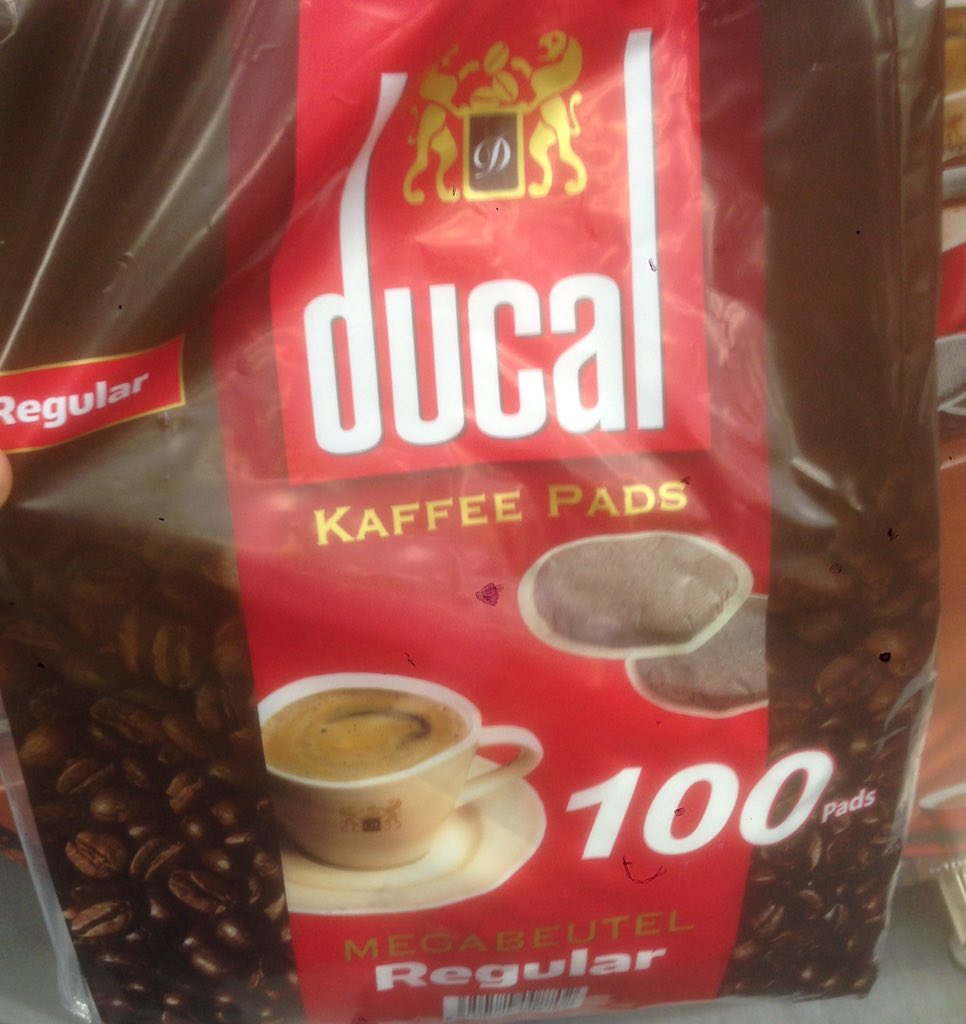 D
ducal
Regular
KAFFEE PADS
100 Pads
MEGABEUTEL
Regular